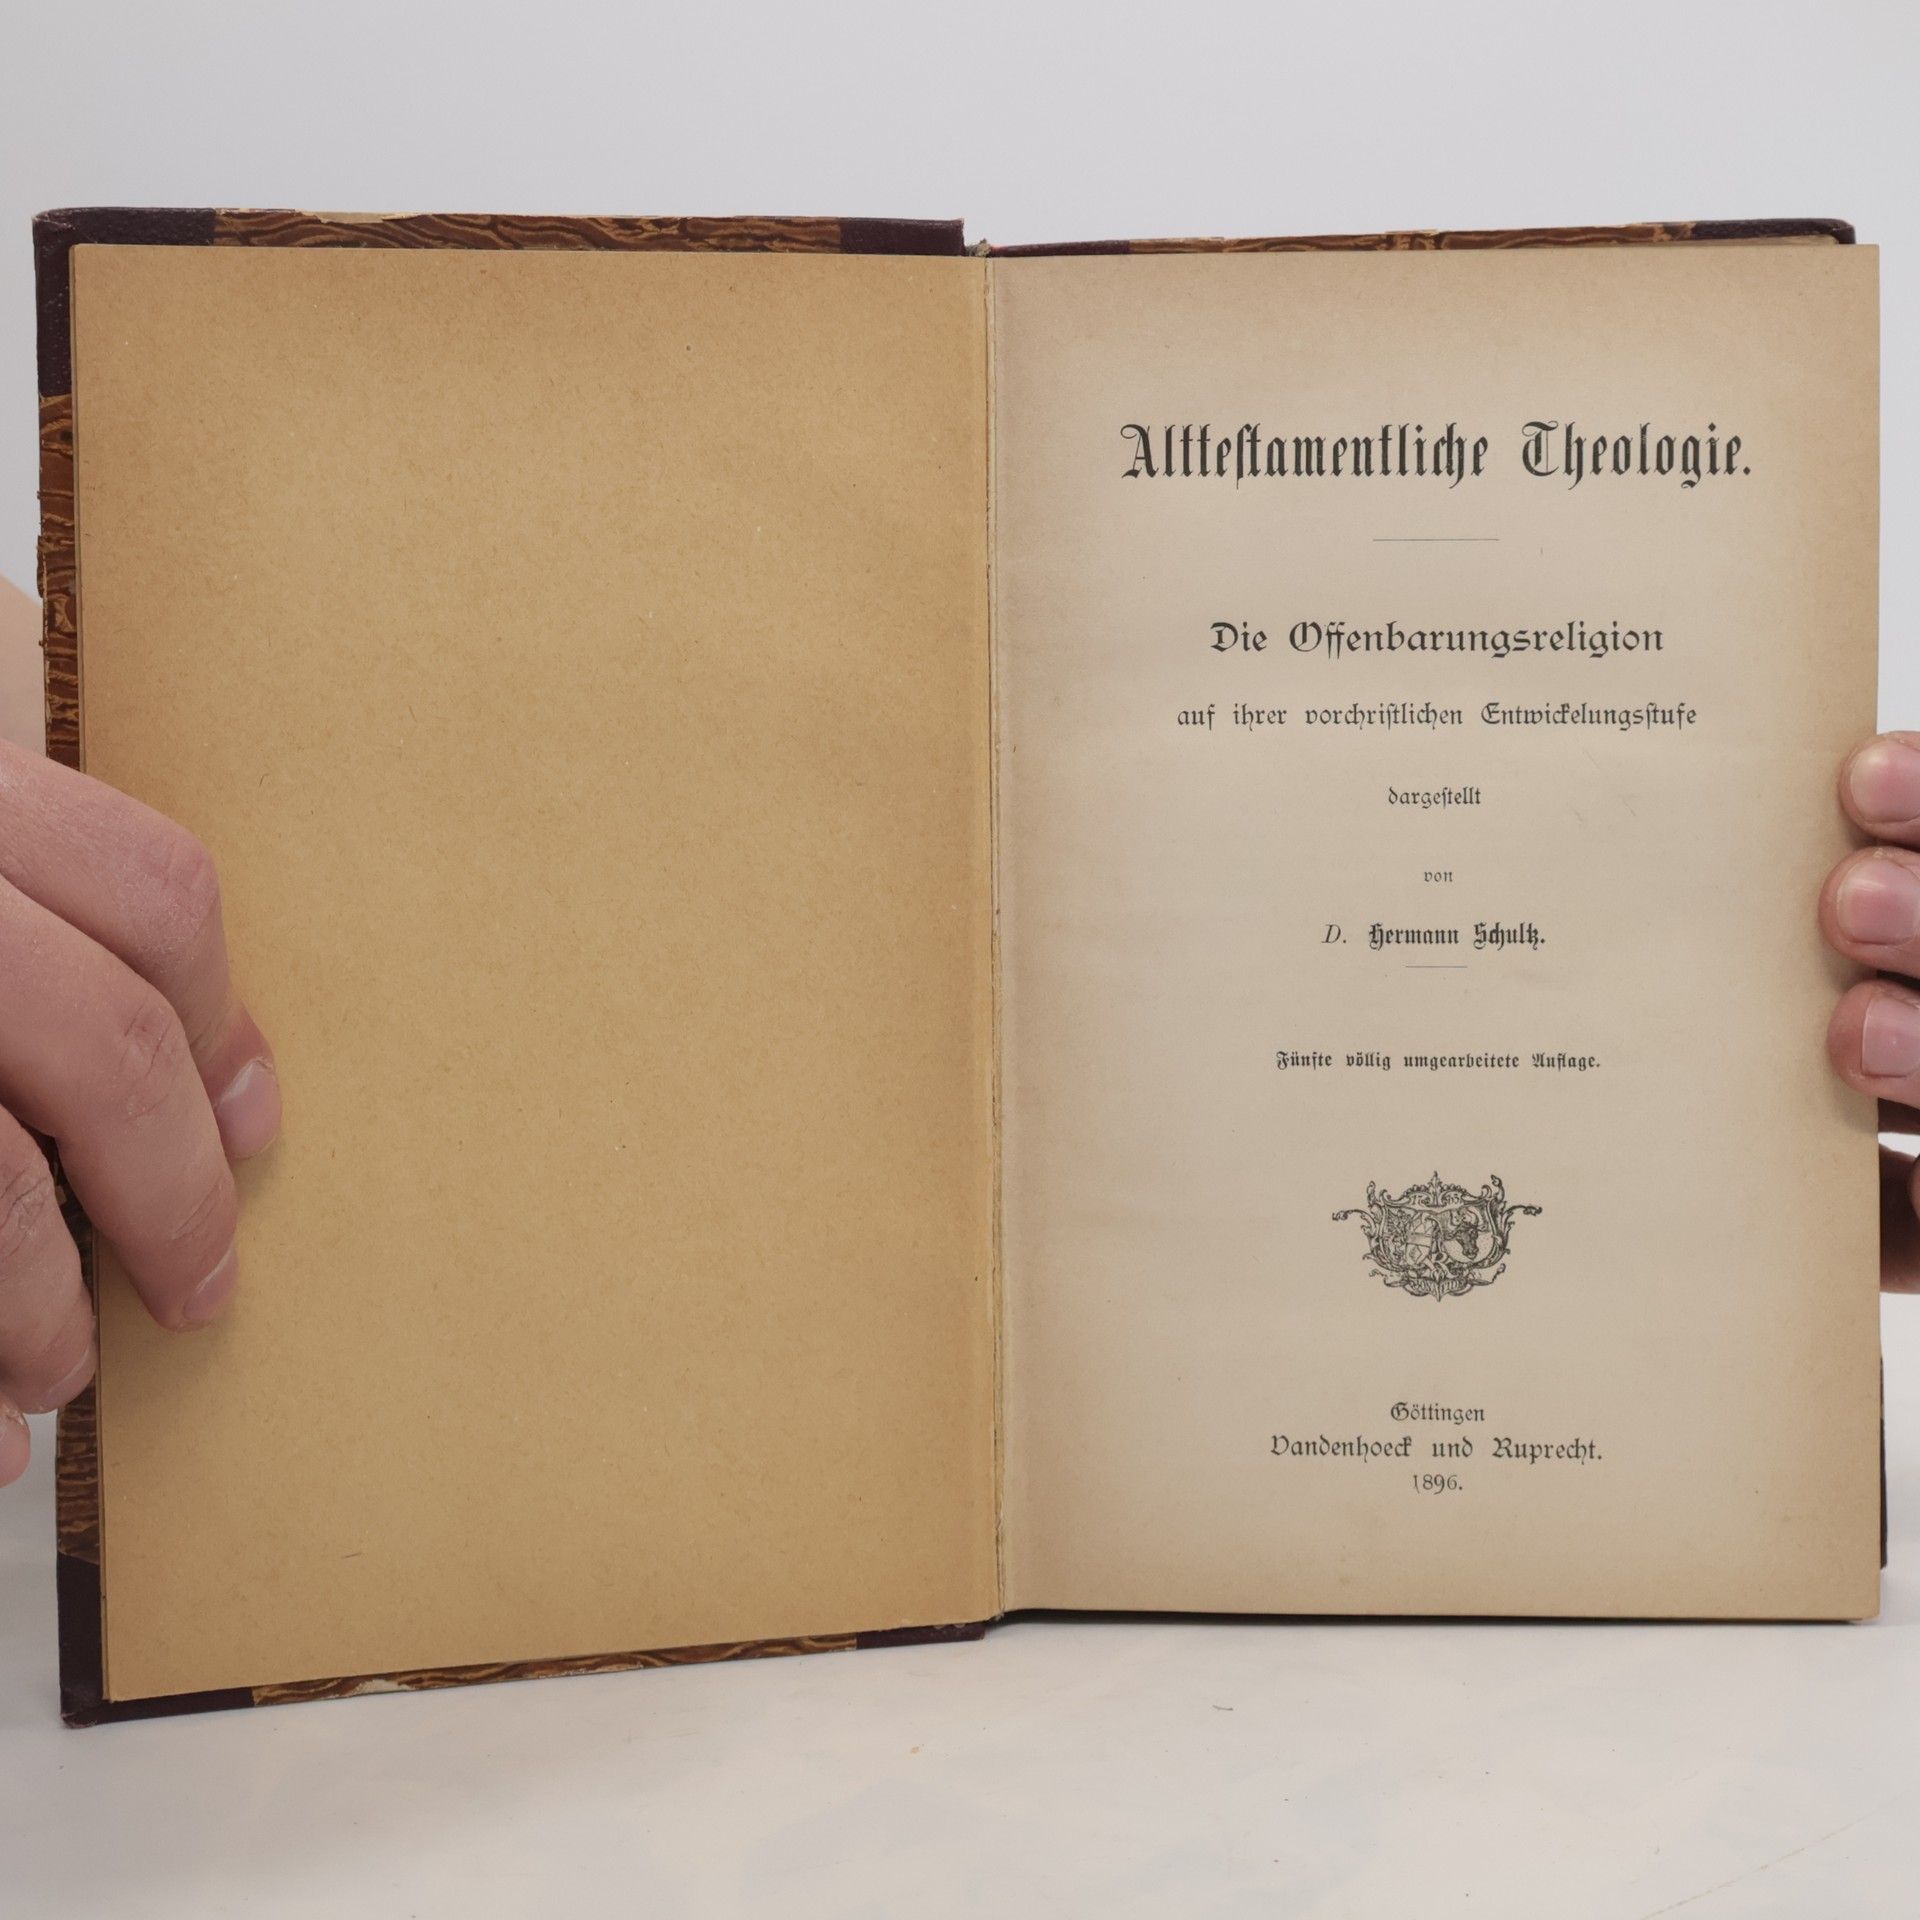 Altteſtamentliche Theologie.
Die Offenbarungsreligion
auf ihrer vorchriſtlichen Entwickelungsſtufe
dargeſtellt
von
D. Hermann Schultz.
Fünfte völlig umgearbeitete Auflage.
Göttingen
Vandenhoeck und Ruprecht.
1896.